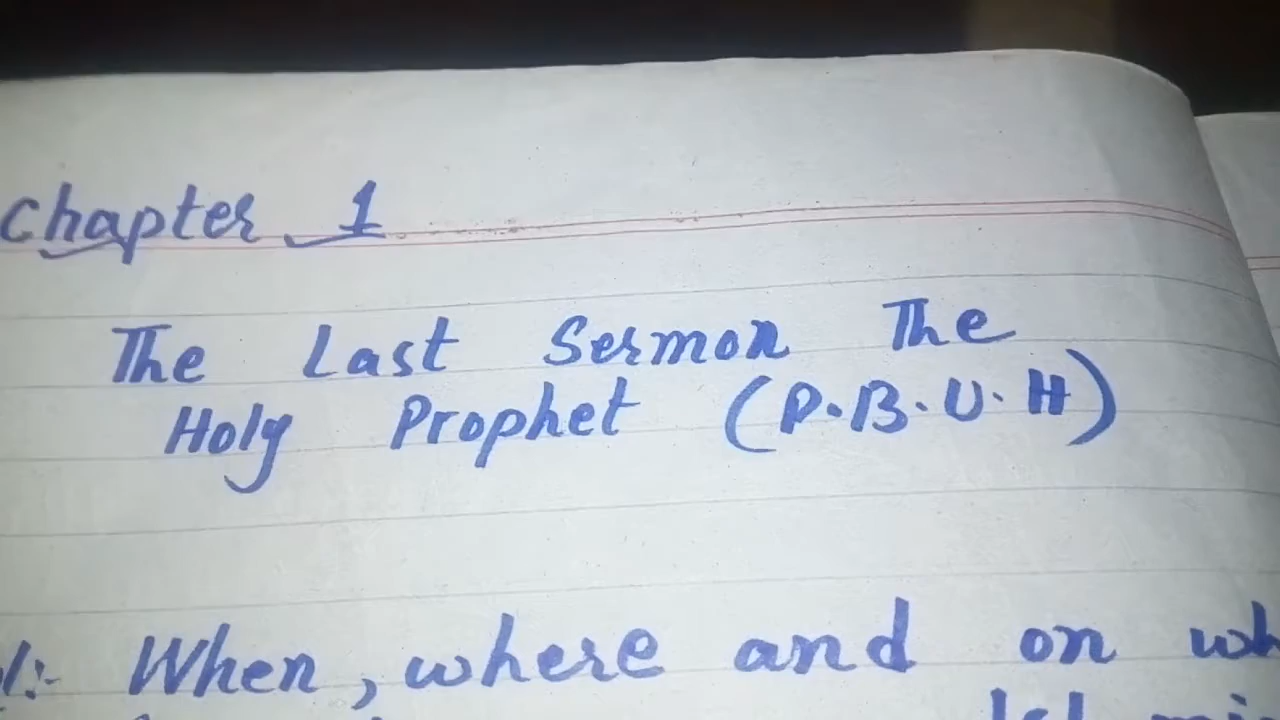 Chapter 1
The Last Sermon The
Holy Prophet (P.B.U.H)
When, where and on